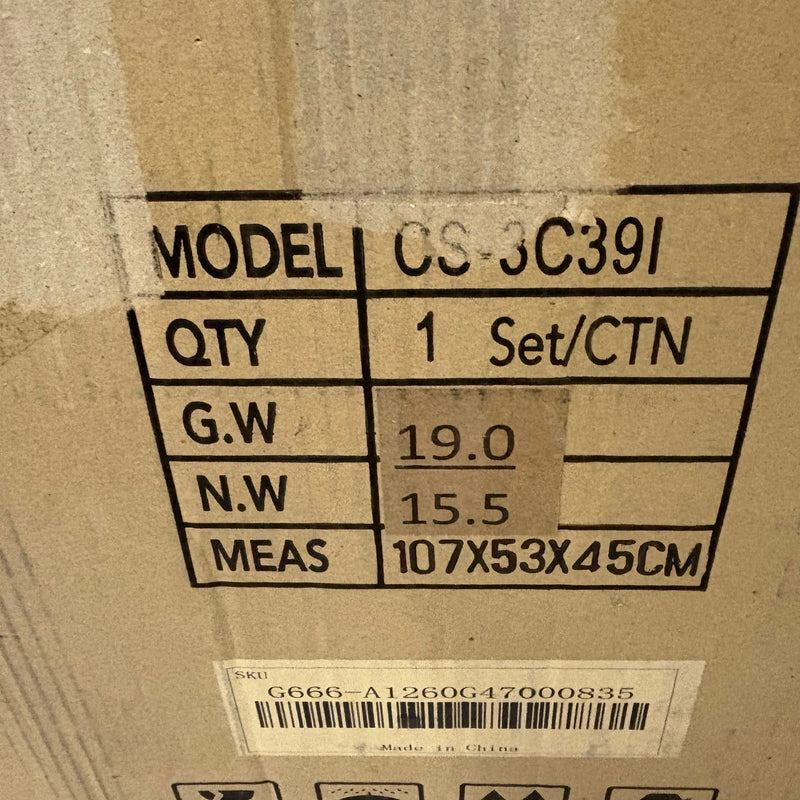 MODEL CS-3C39I
QTY 1 Set/CTN
G.W 19.0
N.W 15.5
MEAS 107X53X45CM
SKU
G666-A1260G47000835
Made in China